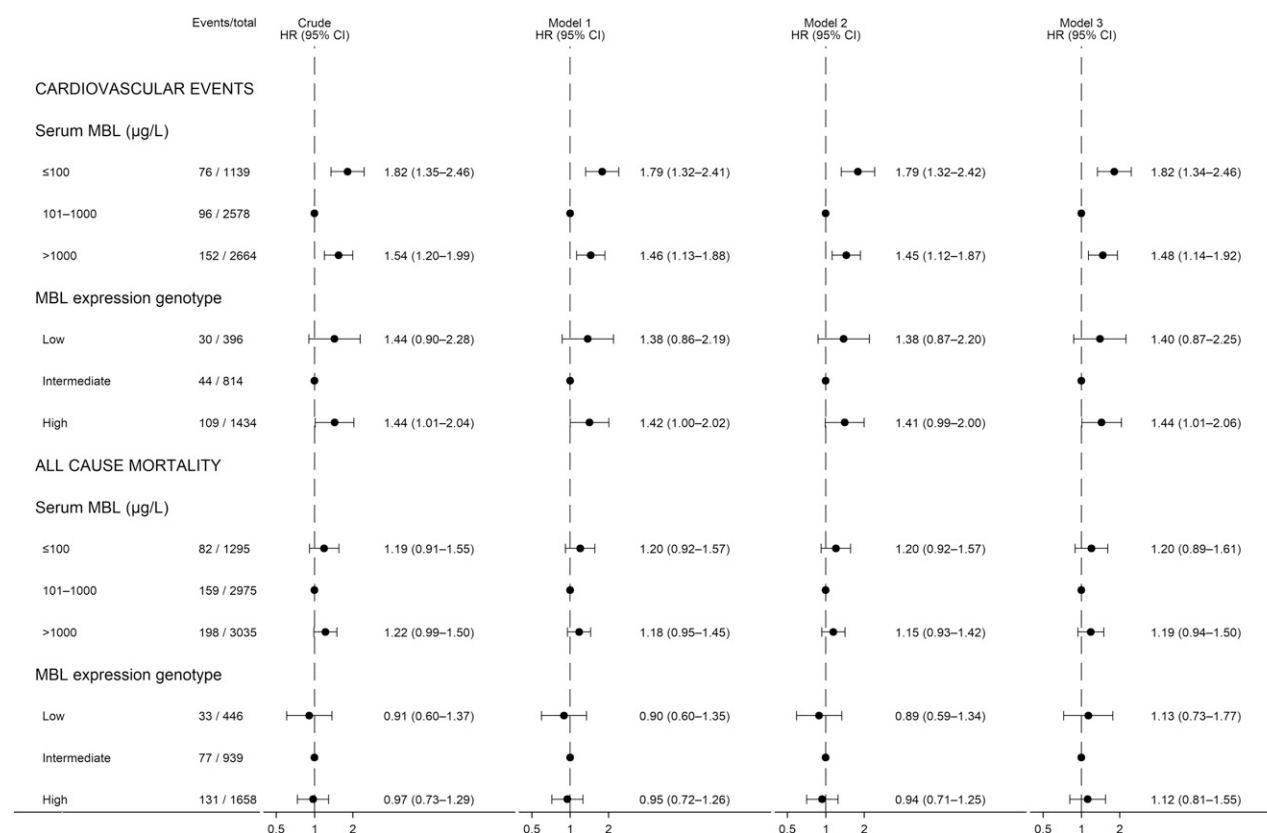 Events/total Crude Model 1 Model 2 Model 3
HR (95% CI) HR (95% CI) HR (95% CI) HR (95% CI)
CARDIOVASCULAR EVENTS
Serum MBL (µg/L)
≤100 76 / 1139 1.82 (1.35–2.46) 1.79 (1.32–2.41) 1.79 (1.32–2.42) 1.82 (1.34–2.46)
101–1000 96 / 2578
>1000 152 / 2664 1.54 (1.20–1.99) 1.46 (1.13–1.88) 1.45 (1.12–1.87) 1.48 (1.14–1.92)
MBL expression genotype
Low 30 / 396 1.44 (0.90–2.28) 1.38 (0.86–2.19) 1.38 (0.87–2.20) 1.40 (0.87–2.25)
Intermediate 44 / 814
High 109 / 1434 1.44 (1.01–2.04) 1.42 (1.00–2.02) 1.41 (0.99–2.00) 1.44 (1.01–2.06)
ALL CAUSE MORTALITY
Serum MBL (µg/L)
≤100 82 / 1295 1.19 (0.91–1.55) 1.20 (0.92–1.57) 1.20 (0.92–1.57) 1.20 (0.89–1.61)
101–1000 159 / 2975
>1000 198 / 3035 1.22 (0.99–1.50) 1.18 (0.95–1.45) 1.15 (0.93–1.42) 1.19 (0.94–1.50)
MBL expression genotype
Low 33 / 446 0.91 (0.60–1.37) 0.90 (0.60–1.35) 0.89 (0.59–1.34) 1.13 (0.73–1.77)
Intermediate 77 / 939
High 131 / 1658 0.97 (0.73–1.29) 0.95 (0.72–1.26) 0.94 (0.71–1.25) 1.12 (0.81–1.55)
0.5 1 2 0.5 1 2 0.5 1 2 0.5 1 2